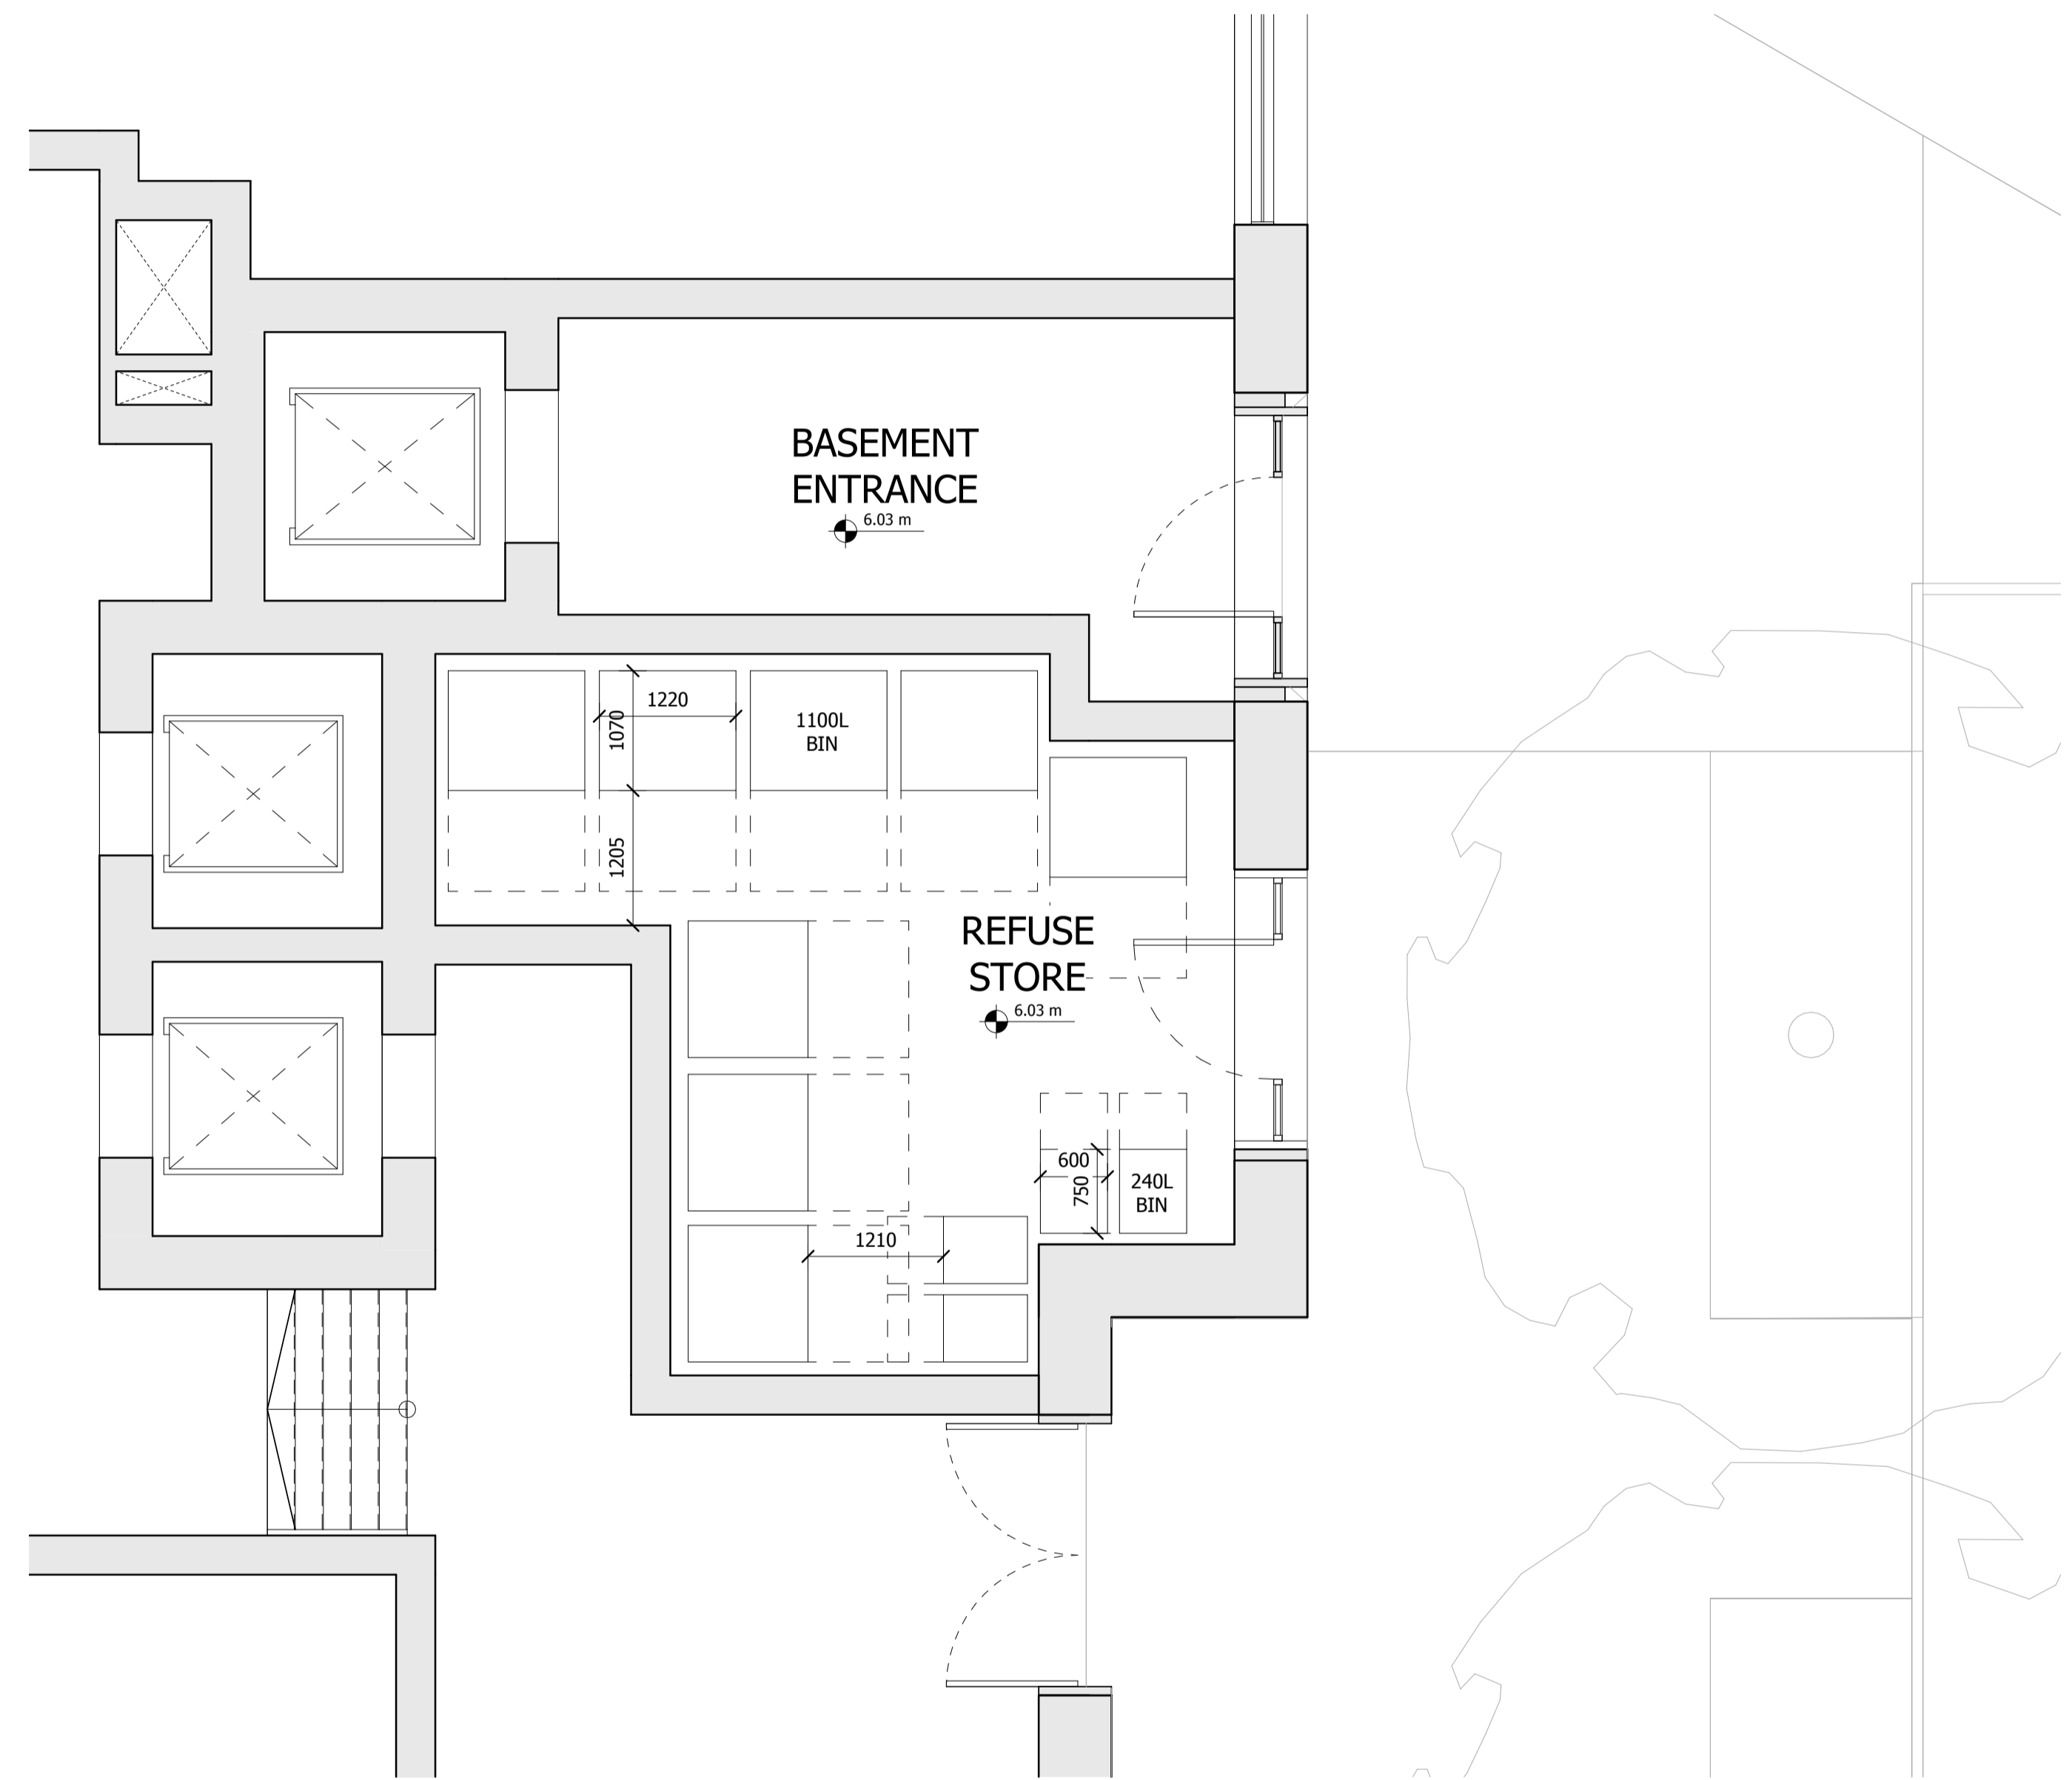 BASEMENT
ENTRANCE
6.03 m
1220
1070
1100L
BIN
1205
REFUSE
STORE
6.03 m
600
750
240L
BIN
1210